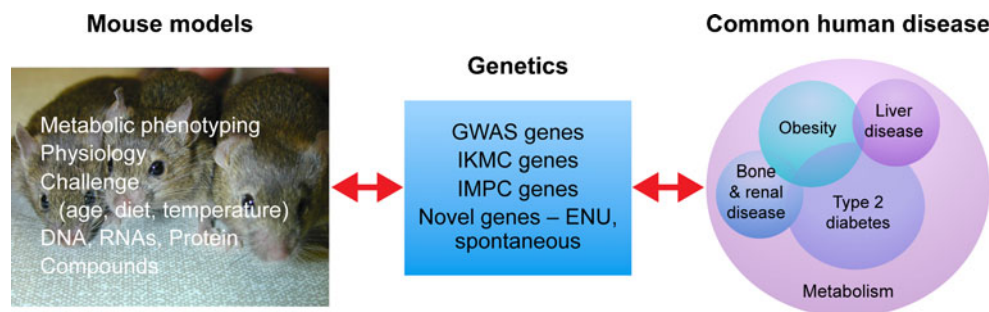 Mouse models
Metabolic phenotyping
Physiology
Challenge
(age, diet, temperature)
DNA, RNAs, Protein
Compounds
Genetics
GWAS genes
IKMC genes
IMPC genes
Novel genes – ENU,
spontaneous
Common human disease
Obesity
Liver
disease
Bone
& renal
disease
Type 2
diabetes
Metabolism